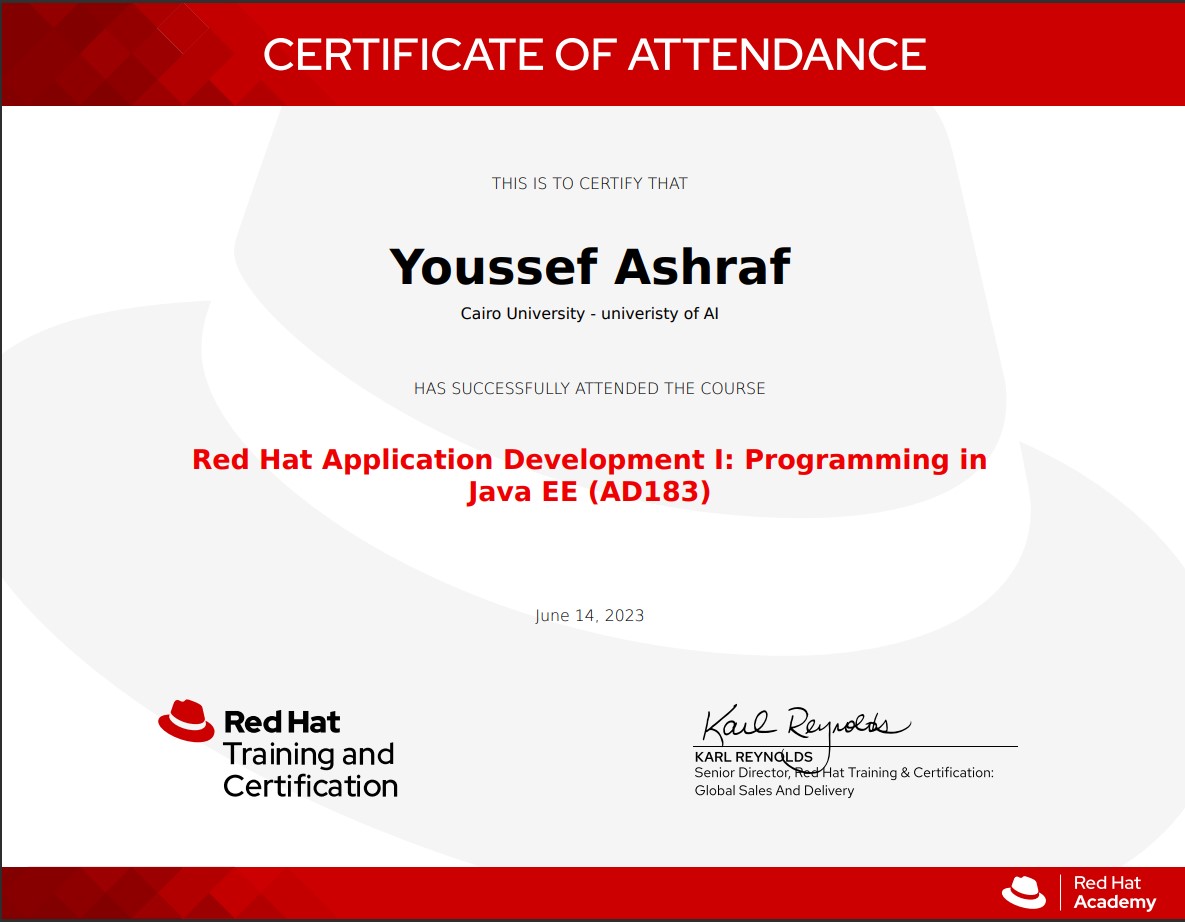 CERTIFICATE OF ATTENDANCE
THIS IS TO CERTIFY THAT
Youssef Ashraf
Cairo University - univeristy of AI
HAS SUCCESSFULLY ATTENDED THE COURSE
Red Hat Application Development I: Programming in
Java EE (AD183)
June 14, 2023
Red Hat
Training and
Certification
Karl Reynolds
KARL REYNOLDS
Senior Director, Red Hat Training & Certification:
Global Sales And Delivery
Red Hat
Academy